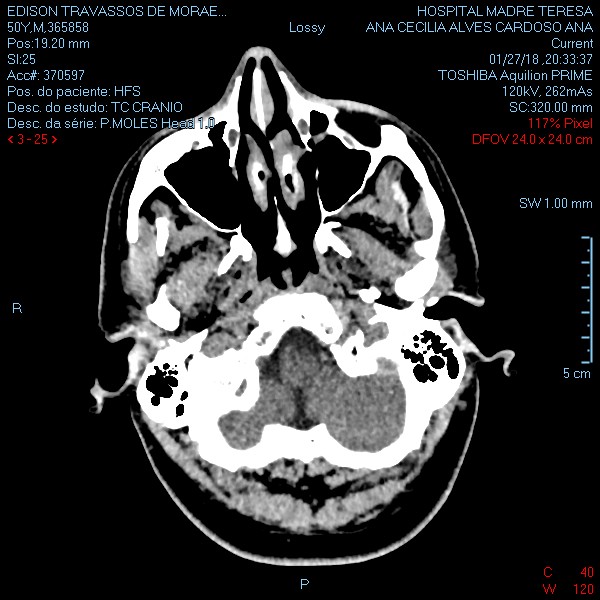 EDISON TRAVASSOS DE MORAE...
50Y,M,365858
Pos:19.20 mm
SI:25
Acc#: 370597
Pos. do paciente: HFS
Desc. do estudo: TC CRANIO
Desc. da série: P.MOLES Head 1.0
< 3 - 25 >
Lossy
HOSPITAL MADRE TERESA
ANA CECILIA ALVES CARDOSO ANA
Current
01/27/18 ,20:33:37
TOSHIBA Aquilion PRIME
120kV, 262mAs
SC:320.00 mm
117% Pixel
DFOV 24.0 x 24.0 cm
SW 1.00 mm
R
5 cm
P
C 40
W 120